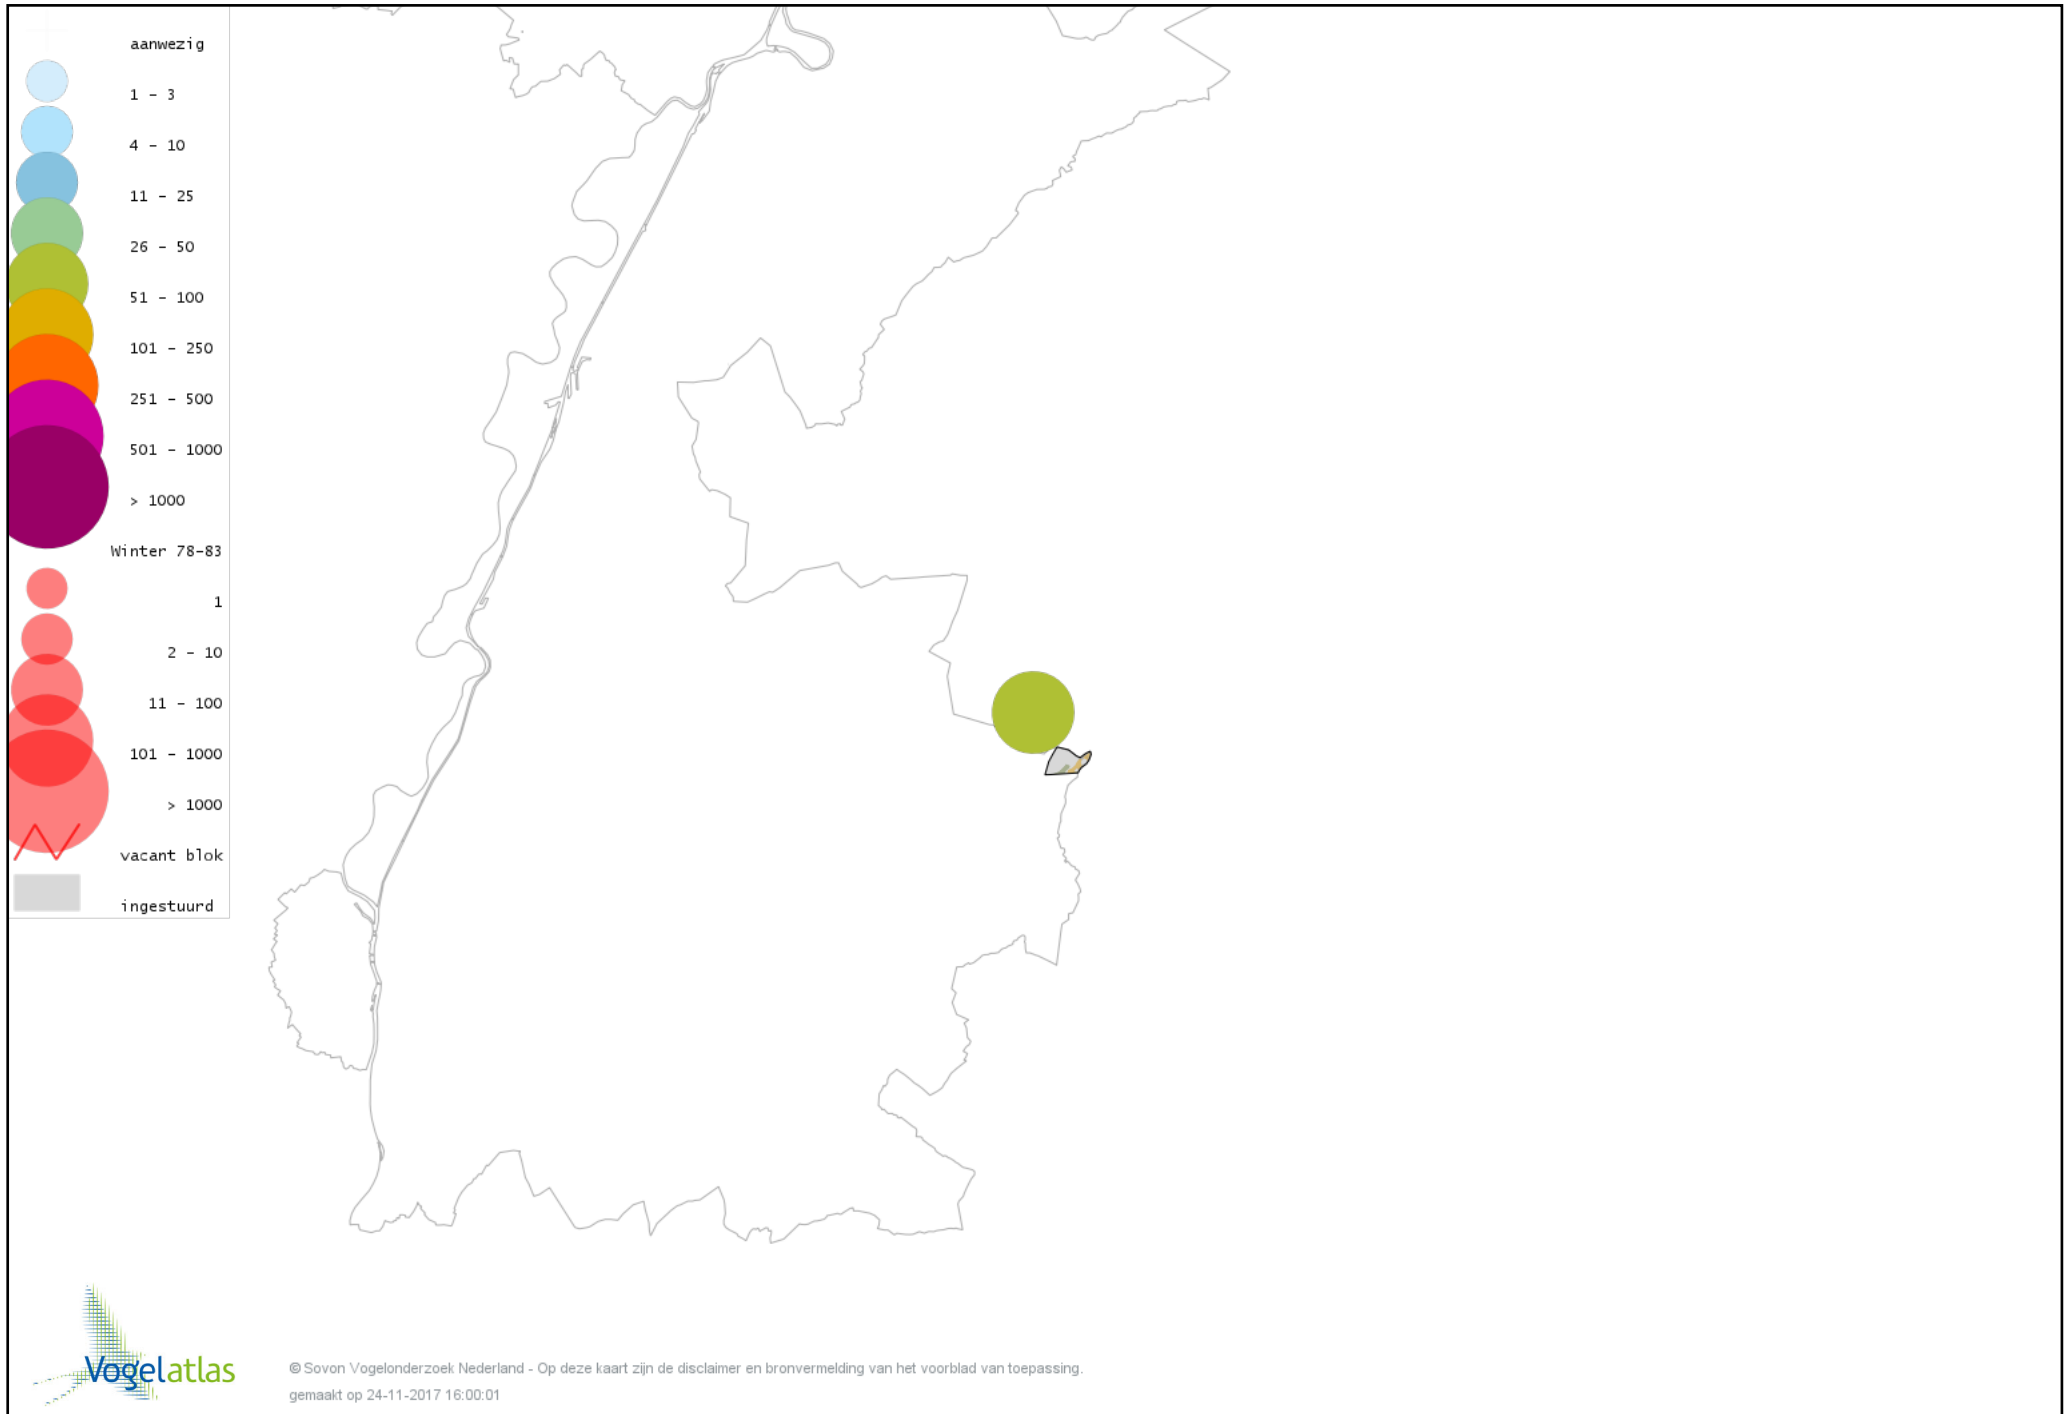 aanwezig
1 - 3
4 - 10
11 - 25
26 - 50
51 - 100
101 - 250
251 - 500
501 - 1000
> 1000
Winter 78-83
1
2 - 10
11 - 100
101 - 1000
> 1000
vacant blok
ingestuurd
Vogelatlas
© Sovon Vogelonderzoek Nederland - Op deze kaart zijn de disclaimer en bronvermelding van het voorblad van toepassing.
gemaakt op 24-11-2017 16:00:01